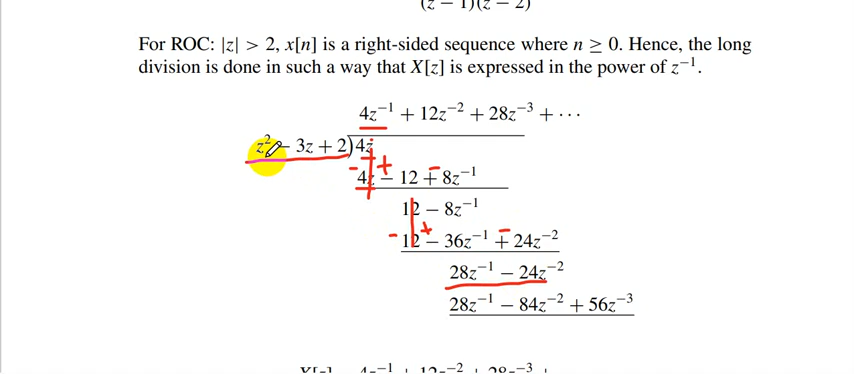 (z − 1)(z − 2)
For ROC: |z| > 2, x[n] is a right-sided sequence where n ≥ 0. Hence, the long
division is done in such a way that X[z] is expressed in the power of z⁻¹.
4z⁻¹ + 12z⁻² + 28z⁻³ + ···
z² − 3z + 2)4z
4z − 12 + 8z⁻¹
12 − 8z⁻¹
12 − 36z⁻¹ + 24z⁻²
28z⁻¹ − 24z⁻²
28z⁻¹ − 84z⁻² + 56z⁻³